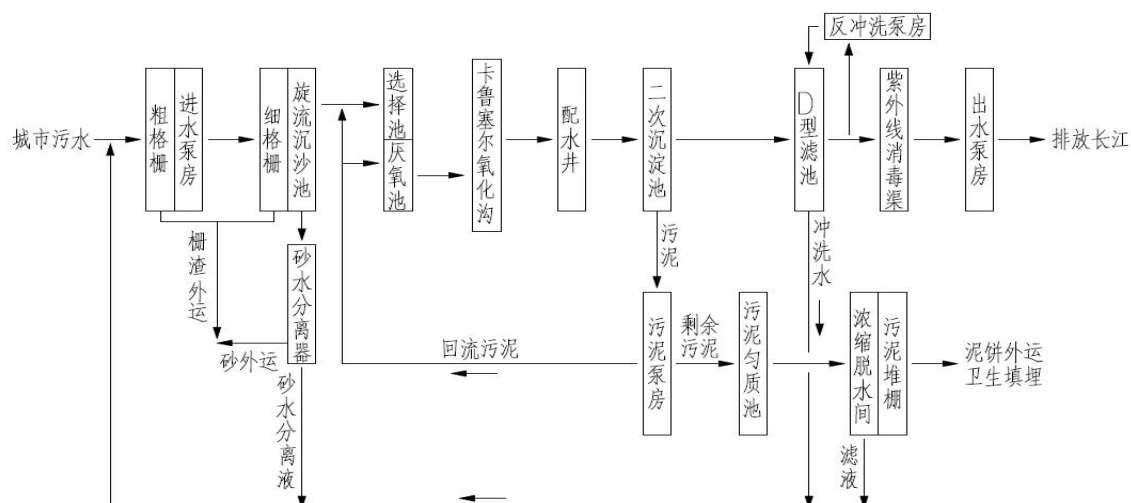 反冲洗泵房
城市污水
粗格栅
进水泵房
细格栅
旋流沉沙池
选择池
厌氧池
卡鲁塞尔氧化沟
配水井
二次沉淀池
D型滤池
紫外线消毒渠
出水泵房
排放长江
栅渣外运
砂水分离器
砂外运
砂水分离液
回流污泥
污泥
污泥泵房
剩余
污泥
污泥匀质池
冲洗水
浓缩脱水间
污泥堆棚
泥饼外运
卫生填埋
滤液